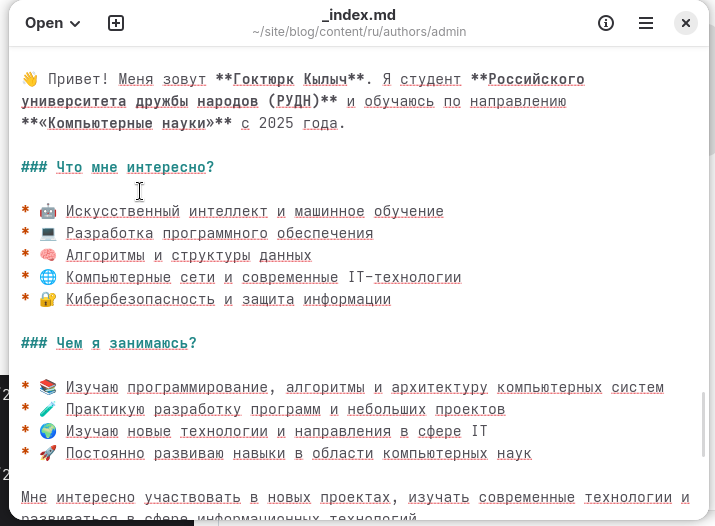 Open
_index.md
~/site/blog/content/ru/authors/admin
👋 Привет! Меня зовут **Гоктюрк Кылыч**. Я студент **Российского
университета дружбы народов (РУДН)** и обучаюсь по направлению
**«Компьютерные науки»** с 2025 года.
### Что мне интересно?
* 🤖 Искусственный интеллект и машинное обучение
* 💻 Разработка программного обеспечения
* 🧠 Алгоритмы и структуры данных
* 🌐 Компьютерные сети и современные IT-технологии
* 🔐 Кибербезопасность и защита информации
### Чем я занимаюсь?
* 📚 Изучаю программирование, алгоритмы и архитектуру компьютерных систем
* 🧪 Практикую разработку программ и небольших проектов
* 🌍 Изучаю новые технологии и направления в сфере IT
* 🚀 Постоянно развиваю навыки в области компьютерных наук
Мне интересно участвовать в новых проектах, изучать современные технологии и
развиваться в сфере информационных технологий.